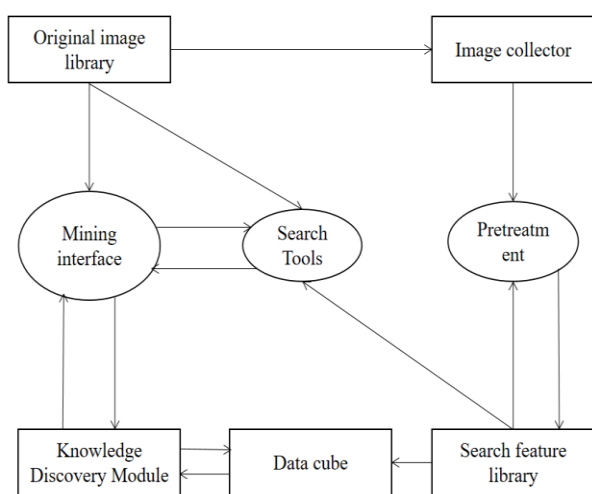 Original image
library
Image collector
Mining
interface
Search
Tools
Pretreatm
ent
Knowledge
Discovery Module
Data cube
Search feature
library